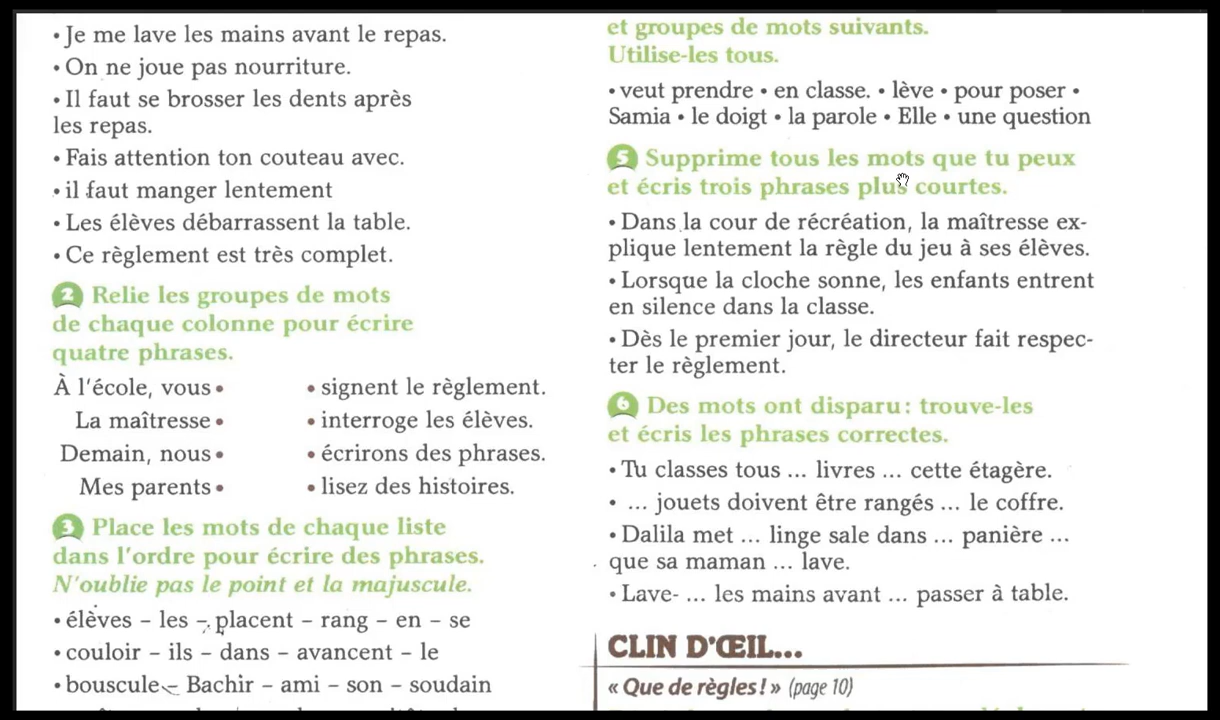 • Je me lave les mains avant le repas.
• On ne joue pas nourriture.
• Il faut se brosser les dents après
les repas.
• Fais attention ton couteau avec.
• il faut manger lentement
• Les élèves débarrassent la table.
• Ce règlement est très complet.
2 Relie les groupes de mots
de chaque colonne pour écrire
quatre phrases.
À l'école, vous • • signent le règlement.
La maîtresse • • interroge les élèves.
Demain, nous • • écrirons des phrases.
Mes parents • • lisez des histoires.
3 Place les mots de chaque liste
dans l'ordre pour écrire des phrases.
N'oublie pas le point et la majuscule.
• élèves – les – placent – rang – en – se
• couloir – ils – dans – avancent – le
• bouscule – Bachir – ami – son – soudain
et groupes de mots suivants.
Utilise-les tous.
• veut prendre • en classe. • lève • pour poser •
Samia • le doigt • la parole • Elle • une question
5 Supprime tous les mots que tu peux
et écris trois phrases plus courtes.
• Dans la cour de récréation, la maîtresse ex-
plique lentement la règle du jeu à ses élèves.
• Lorsque la cloche sonne, les enfants entrent
en silence dans la classe.
• Dès le premier jour, le directeur fait respec-
ter le règlement.
6 Des mots ont disparu : trouve-les
et écris les phrases correctes.
• Tu classes tous ... livres ... cette étagère.
• ... jouets doivent être rangés ... le coffre.
• Dalila met ... linge sale dans ... panière ...
que sa maman ... lave.
• Lave- ... les mains avant ... passer à table.
CLIN D'ŒIL...
« Que de règles ! » (page 10)